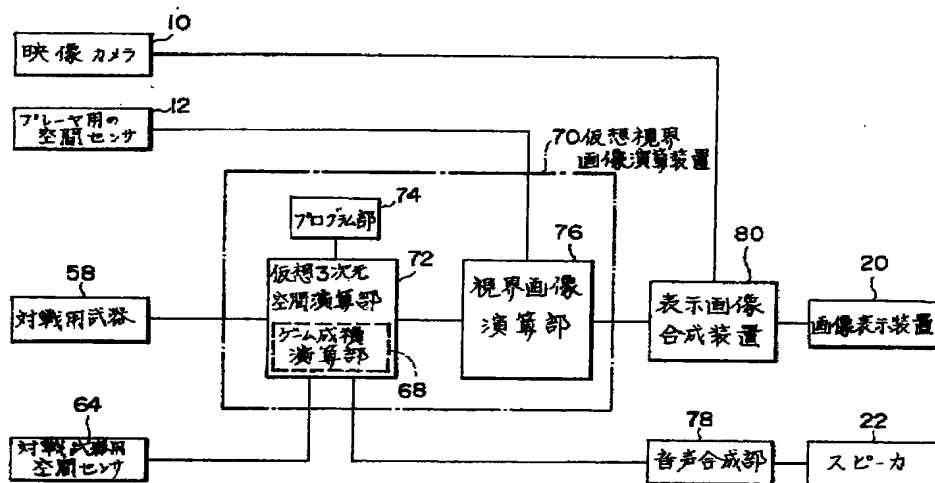 10
映像カメラ
12
プレーヤ用の
空間センサ
70仮想視界
画像演算装置
74
プログラム部
72
仮想3次元
空間演算部
ゲーム成積
演算部
68
76
視界画像
演算部
80
表示画像
合成装置
20
画像表示装置
58
対戦用武器
64
対戦武器用
空間センサ
78
音声合成部
22
スピーカ